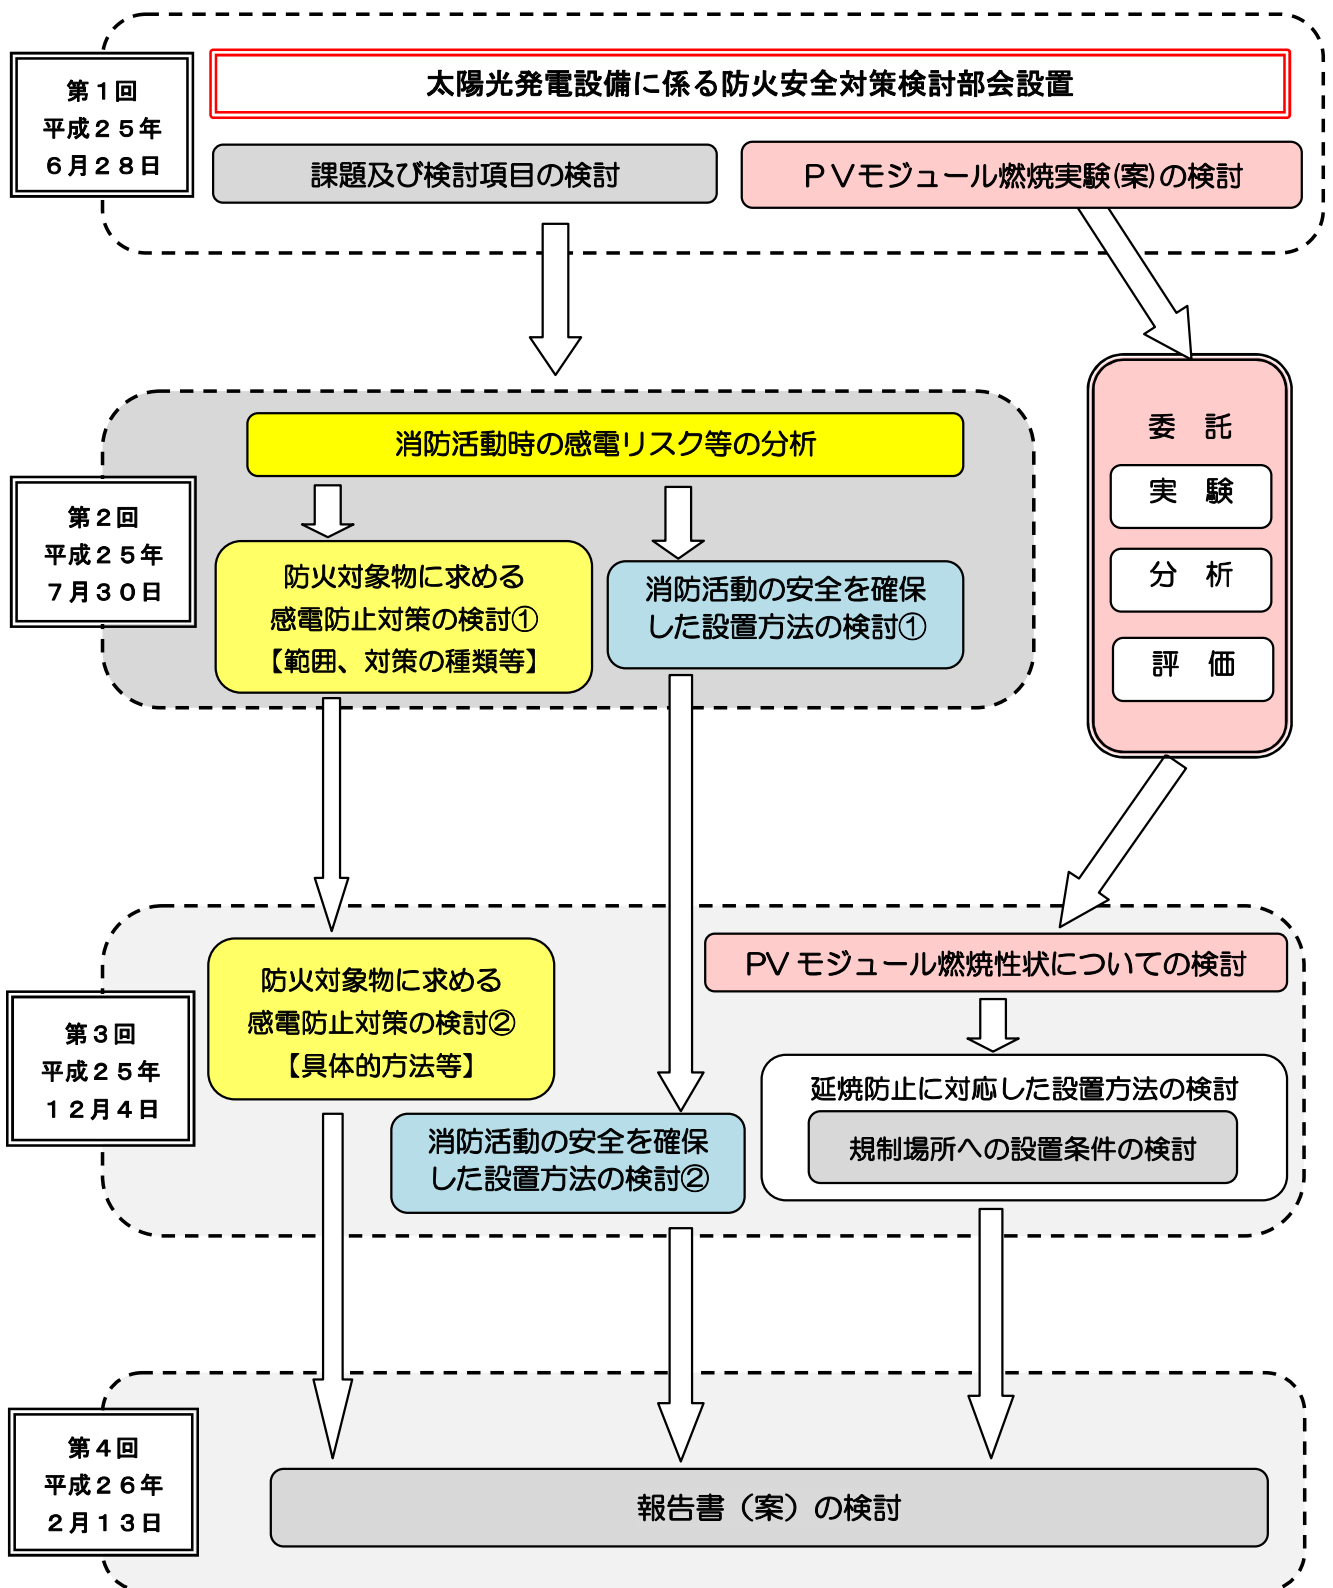 第１回
平成２５年
６月２８日
太陽光発電設備に係る防火安全対策検討部会設置
課題及び検討項目の検討
ＰＶモジュール燃焼実験(案)の検討
委　託
実　験
分　析
評　価
第２回
平成２５年
７月３０日
消防活動時の感電リスク等の分析
防火対象物に求める
感電防止対策の検討①
【範囲、対策の種類等】
消防活動の安全を確保
した設置方法の検討①
第３回
平成２５年
１２月４日
防火対象物に求める
感電防止対策の検討②
【具体的方法等】
消防活動の安全を確保
した設置方法の検討②
PV モジュール燃焼性状についての検討
延焼防止に対応した設置方法の検討
規制場所への設置条件の検討
第４回
平成２６年
２月１３日
報告書（案）の検討